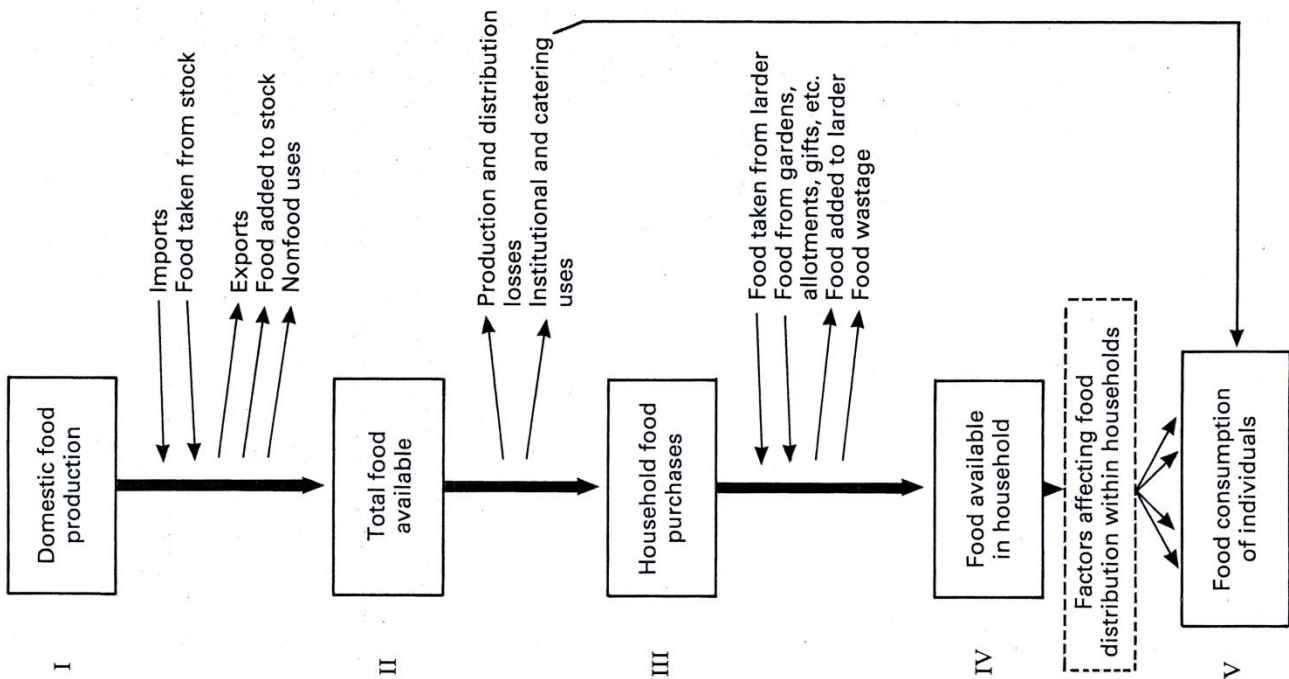 I
Domestic food
production
Imports
Food taken from stock
Exports
Food added to stock
Nonfood uses
II
Total food
available
Production and distribution
losses
Institutional and catering
uses
III
Household food
purchases
Food taken from larder
Food from gardens,
allotments, gifts, etc.
Food added to larder
Food wastage
IV
Food available
in household
Factors affecting food
distribution within households
V
Food consumption
of individuals